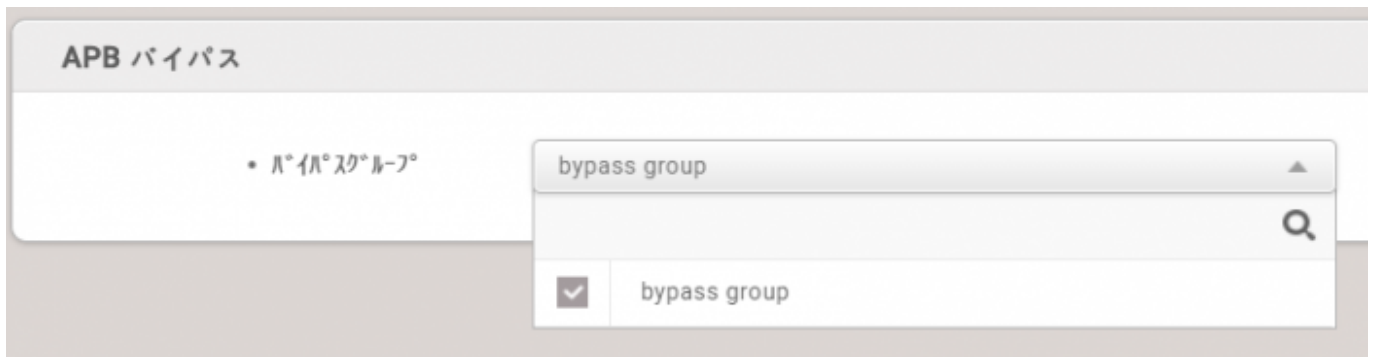 APB バイパス
• ﾊﾞｲﾊﾟｽｸﾞﾙｰﾌﾟ
bypass group
bypass group